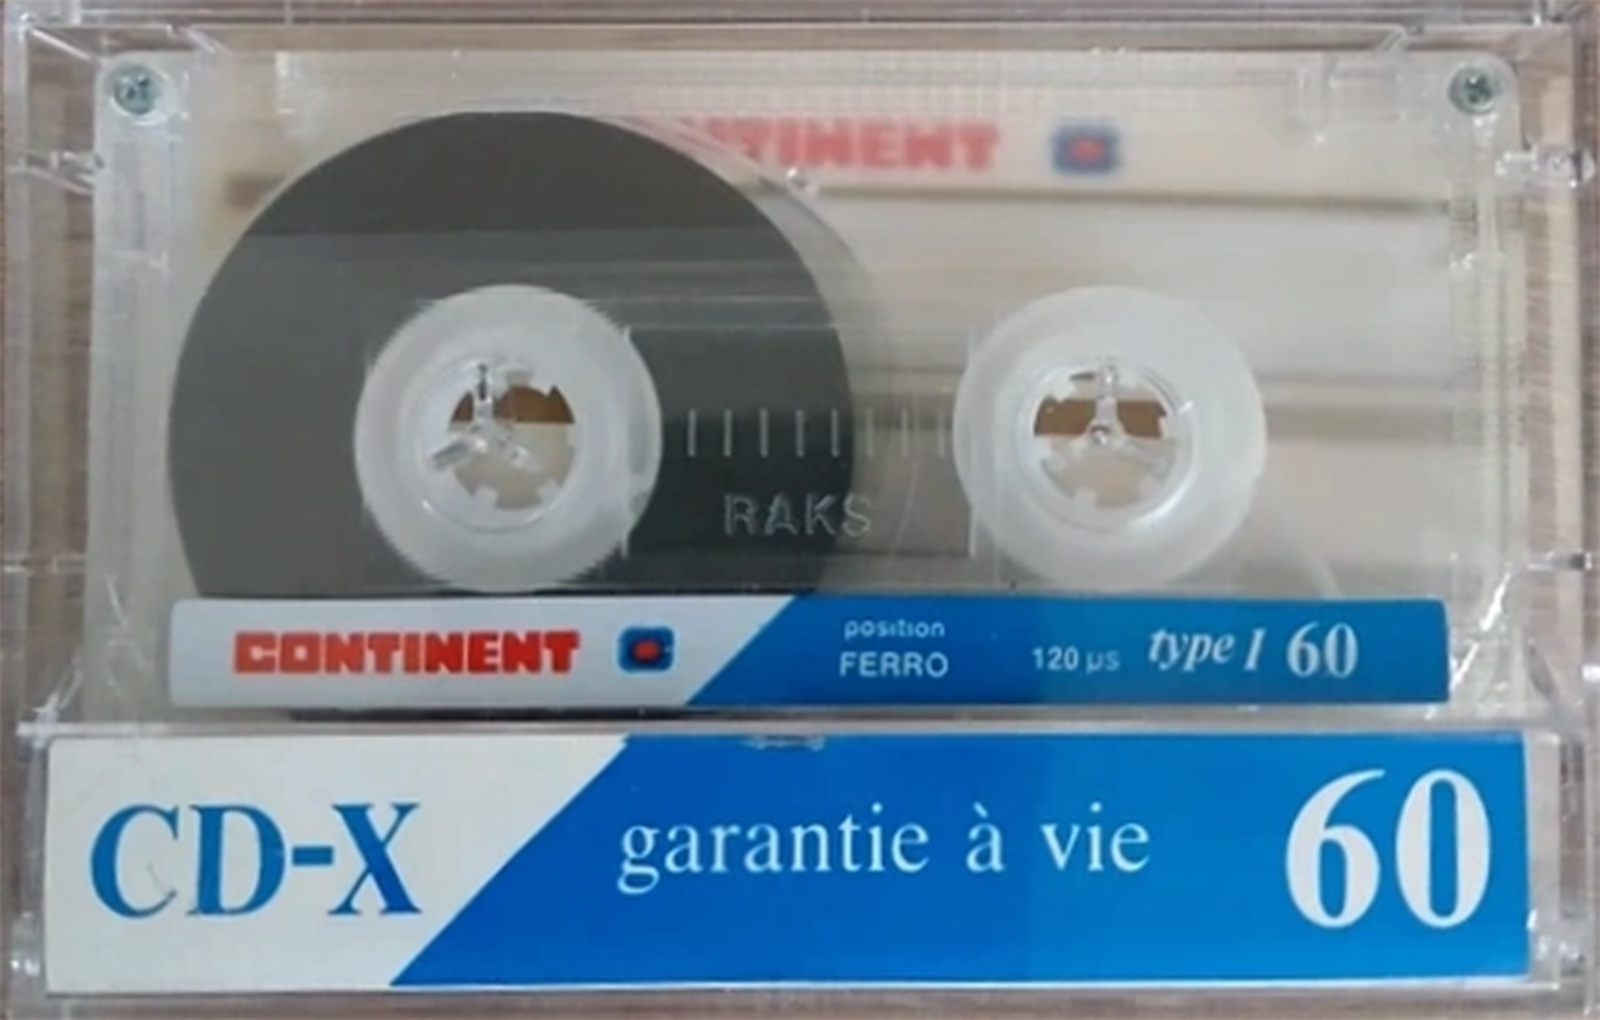 CONTINENT
RAKS
CONTINENT
position
FERRO
120 µs
type I 60
CD-X
garantie à vie
60